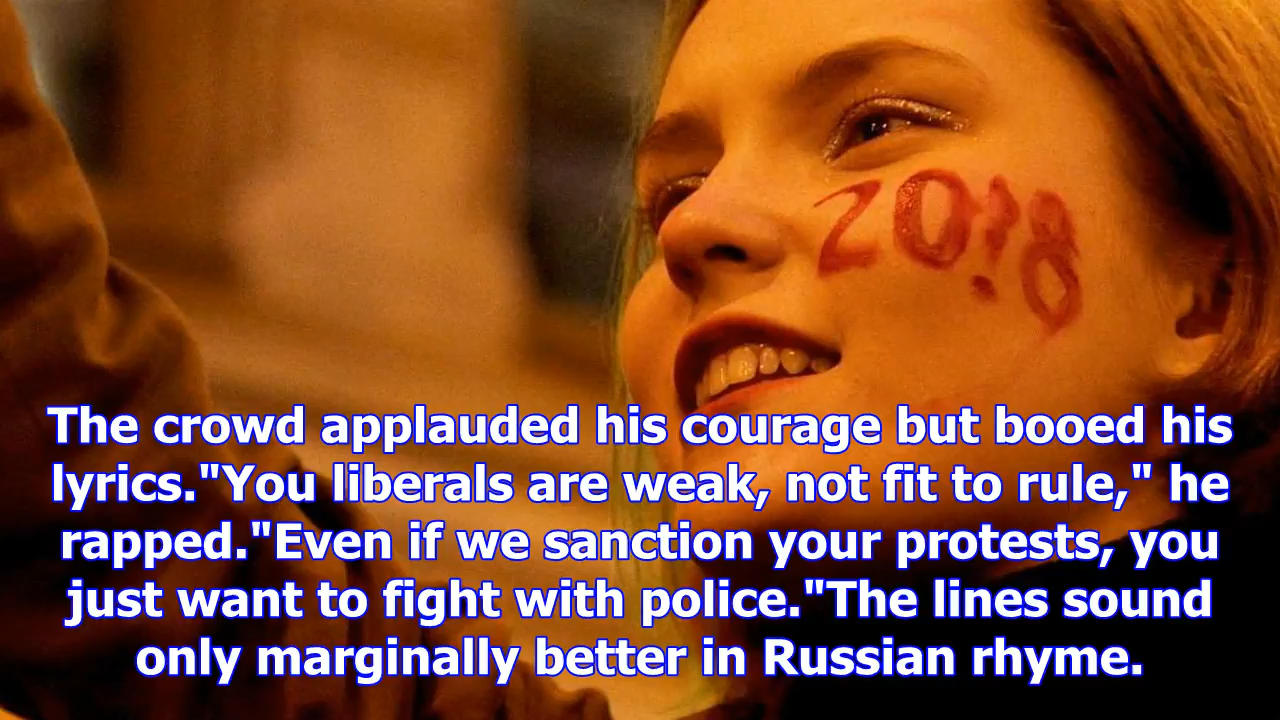 20!8
The crowd applauded his courage but booed his
lyrics."You liberals are weak, not fit to rule," he
rapped."Even if we sanction your protests, you
just want to fight with police."The lines sound
only marginally better in Russian rhyme.